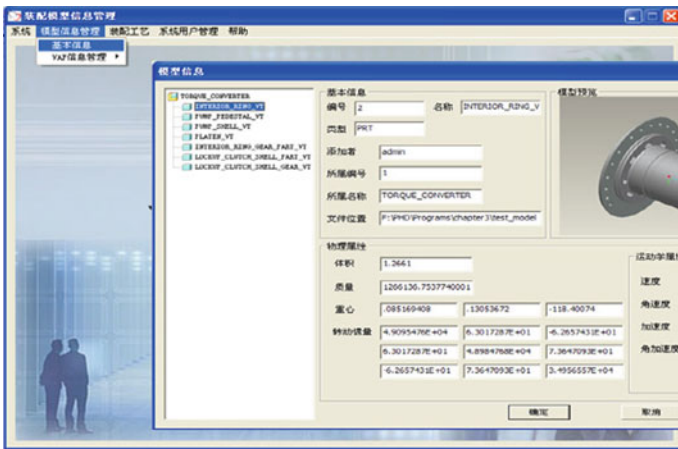 装配模型信息管理
系统 模型信息管理 装配工艺 系统用户管理 帮助
基本信息
VAP信息管理
模型信息
TORQUE_CONVERTER
INTERIOR_RING_VT
PUMP_PEDESTAL_VT
PUMP_SHELL_VT
PLATEN_VT
INTERIOR_RING_GEAR_PART_VT
LOCKUP_CLUTCH_SHELL_PART_VT
LOCKUP_CLUTCH_SHELL_GEAR_VT
基本信息
编号 2 名称 INTERIOR_RING_V
类型 PRT
添加者 admin
所属编号 1
所属名称 TORQUE_CONVERTER
文件位置 F:\PHD\Programs\chapter3\test_model
模型预览
物理属性
体积 1.2661
质量 1266136.7537740001
重心 .085169408 .13053672 -118.40074
转动惯量 4.9095476E+04 6.3017287E+01 -6.2657431E+01
6.3017287E+01 4.8984768E+04 7.3647093E+01
-6.2657431E+01 7.3647093E+01 3.4956557E+04
运动学属
速度
角速度
加速度
角加速度
确定 取消